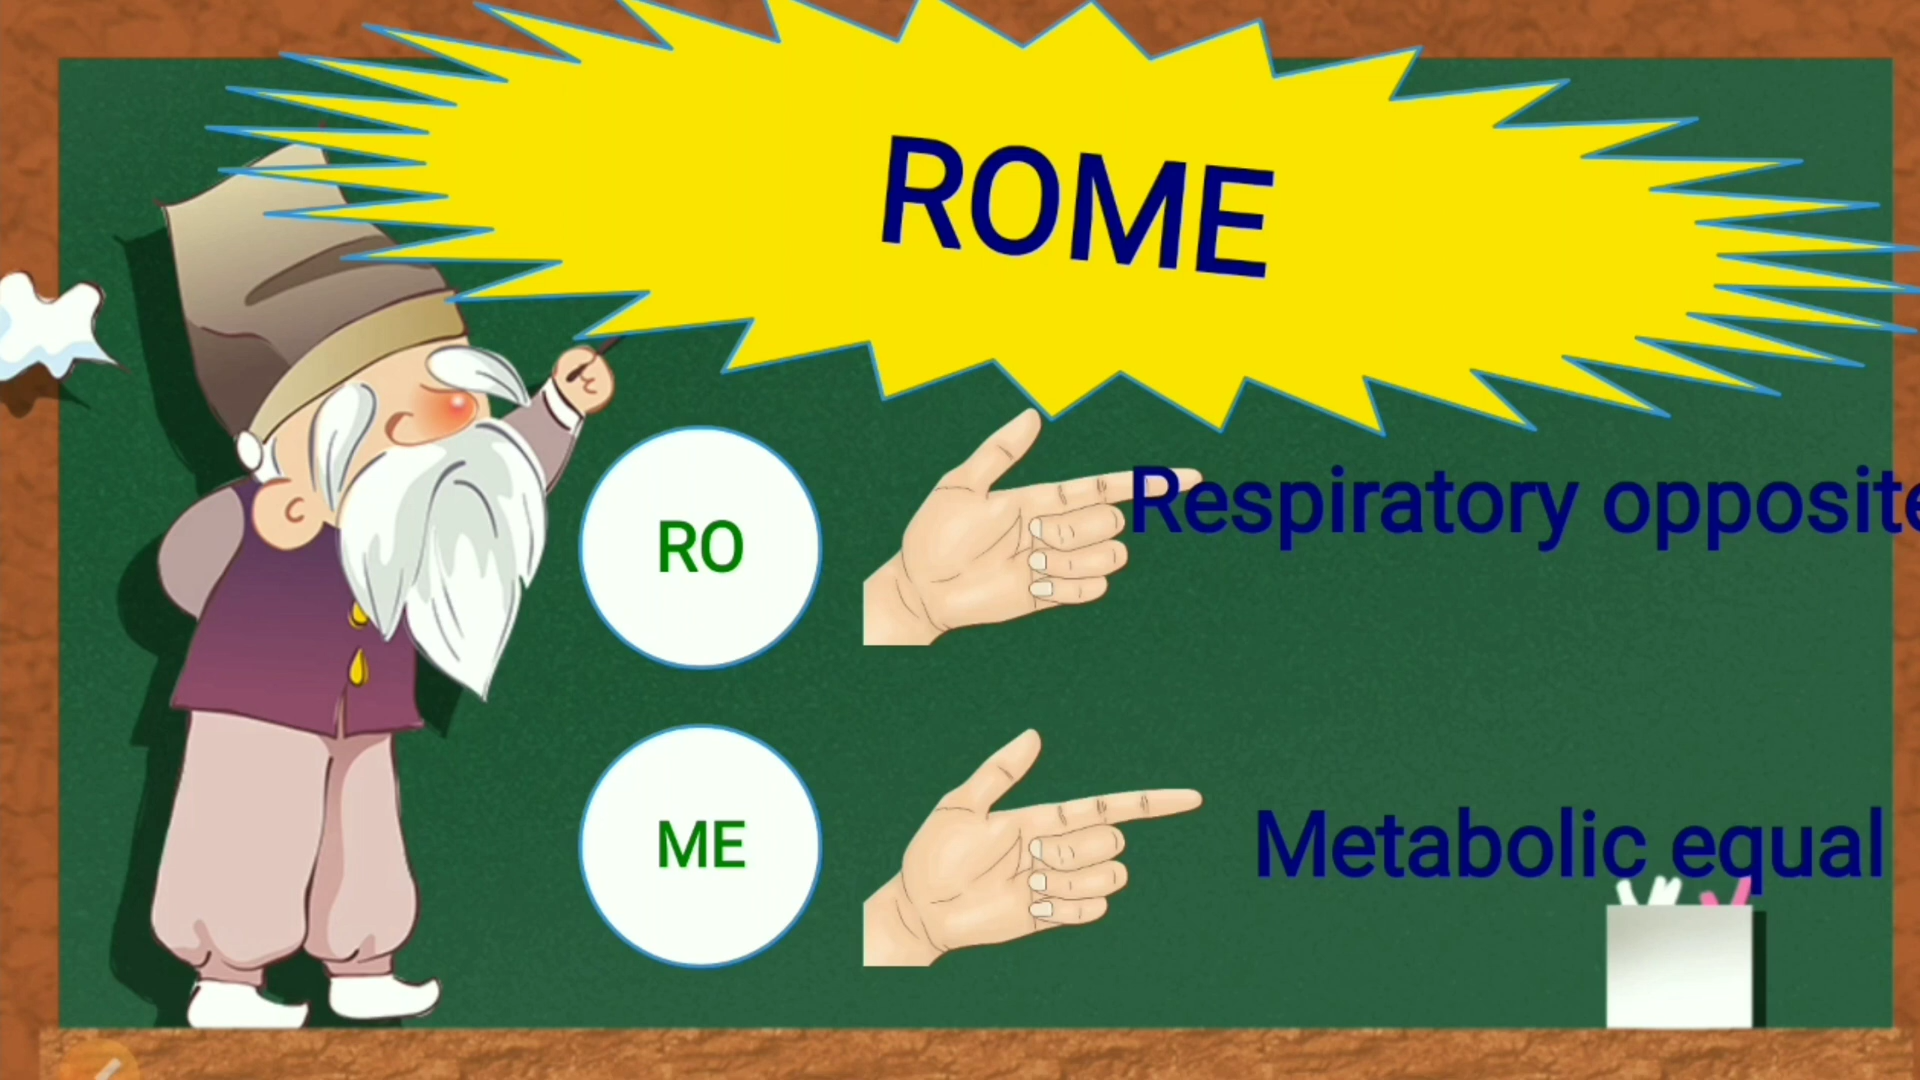 ROME
RO
Respiratory opposite
ME
Metabolic equal